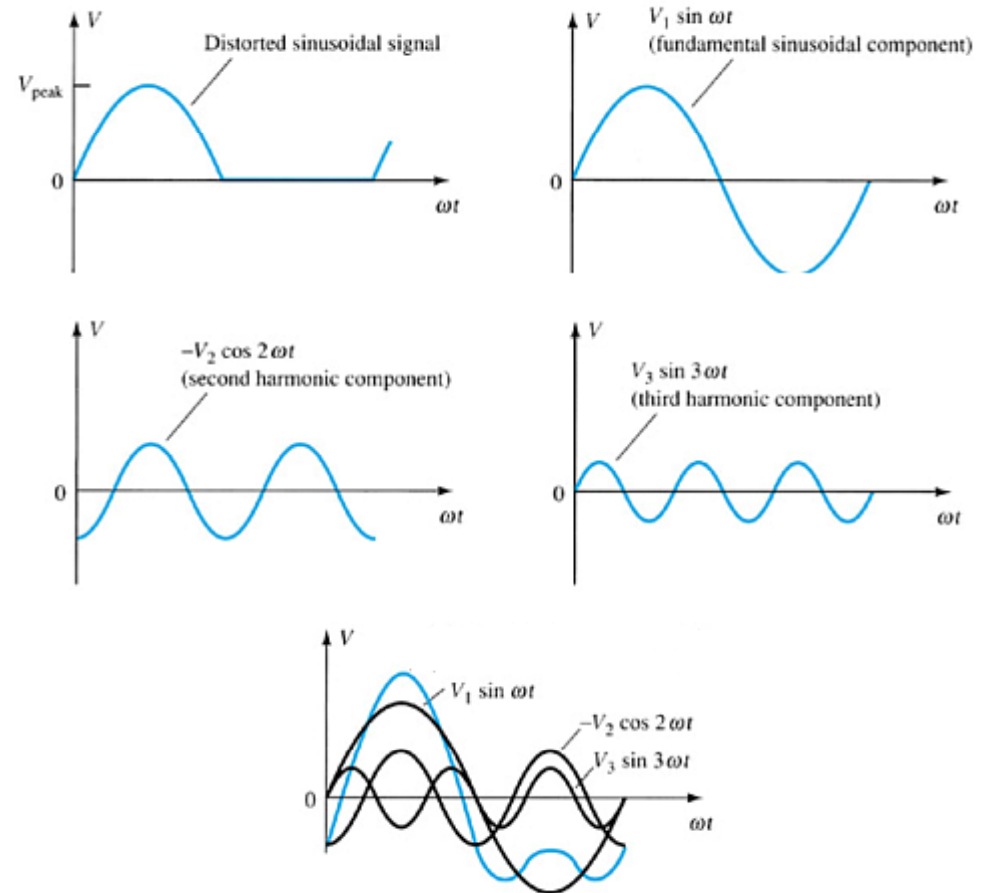 V
Distorted sinusoidal signal
V_peak
0
ωt
V
V₁ sin ωt
(fundamental sinusoidal component)
0
ωt
V
–V₂ cos 2ωt
(second harmonic component)
0
ωt
V
V₃ sin 3ωt
(third harmonic component)
0
ωt
V
V₁ sin ωt
–V₂ cos 2ωt
V₃ sin 3ωt
0
ωt